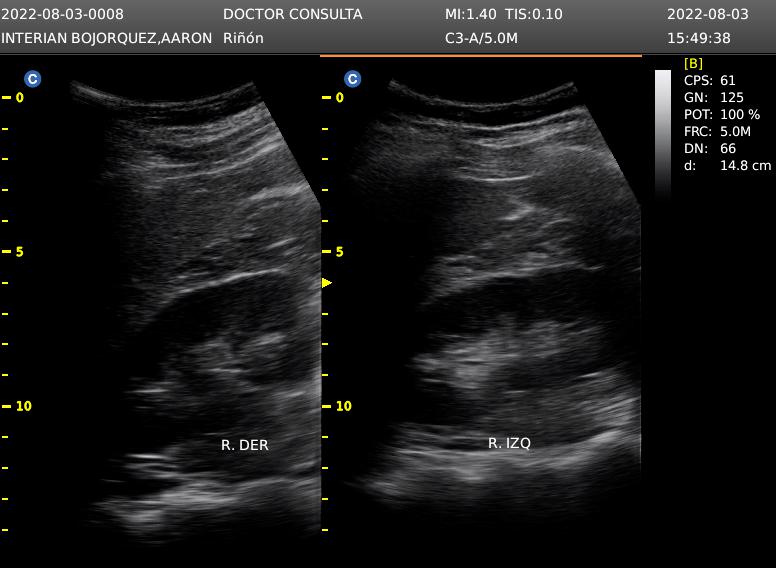 2022-08-03-0008 DOCTOR CONSULTA MI:1.40 TIS:0.10 2022-08-03
INTERIAN BOJORQUEZ,AARON Riñón C3-A/5.0M 15:49:38
[B]
C C
CPS: 61
0 0
GN: 125
POT: 100 %
FRC: 5.0M
DN: 66
d: 14.8 cm
5 5
10 10
R. DER R. IZQ